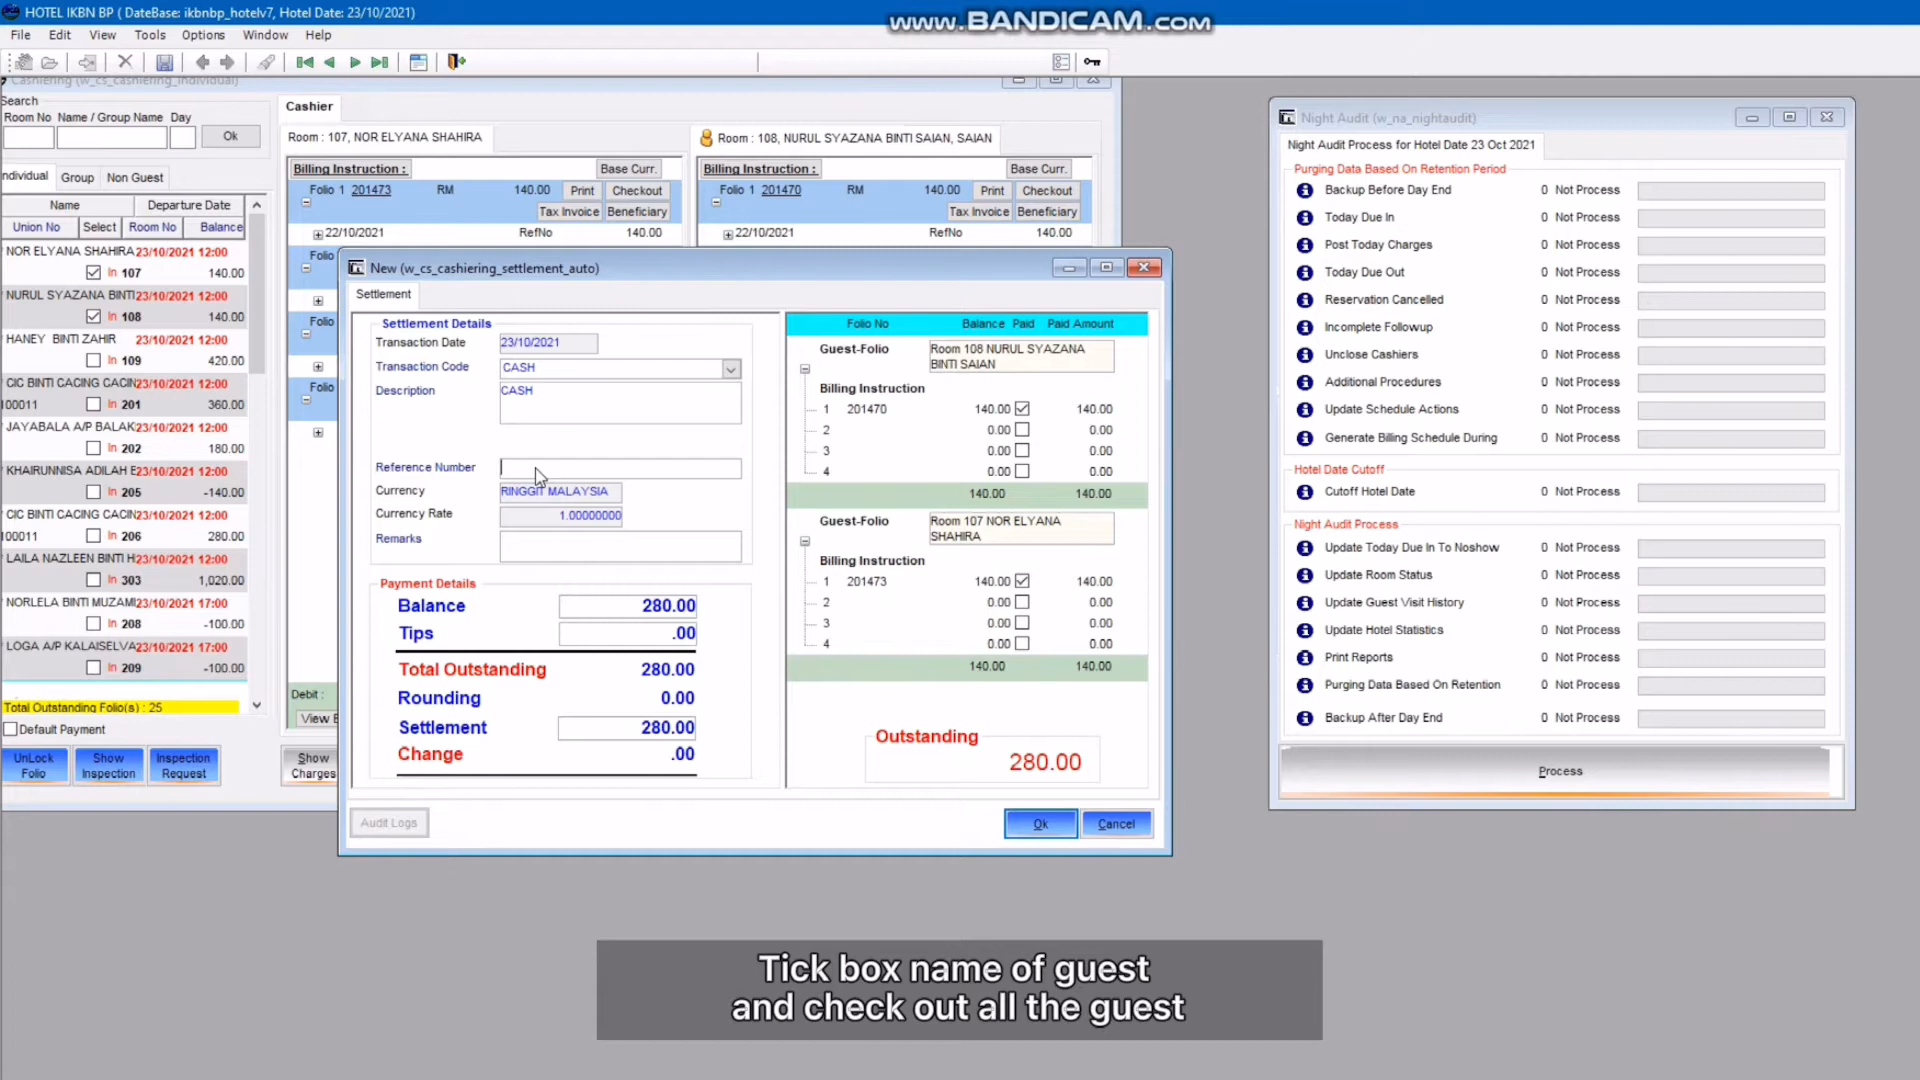 HOTEL IKBN BP ( DateBase: ikbnbp_hotelv7, Hotel Date: 23/10/2021)
www.BANDICAM.com
File Edit View Tools Options Window Help
Cashiering (w_cs_cashiering_individual)
Search
Room No Name / Group Name Day
Ok
ndividual Group Non Guest
Name Departure Date
Union No Select Room No Balance
NOR ELYANA SHAHIRA 23/10/2021 12:00
In 107 140.00
NURUL SYAZANA BINTI 23/10/2021 12:00
In 108 140.00
HANEY BINTI ZAHIR 23/10/2021 12:00
In 109 420.00
CIC BINTI CACING CACIN 23/10/2021 12:00
00011 In 201 360.00
JAYABALA A/P BALAK 23/10/2021 12:00
In 202 180.00
KHAIRUNNISA ADILAH E 23/10/2021 12:00
In 205 -140.00
CIC BINTI CACING CACIN 23/10/2021 12:00
00011 In 206 280.00
LAILA NAZLEEN BINTI H 23/10/2021 12:00
In 303 1,020.00
NORLELA BINTI MUZAMI 23/10/2021 17:00
In 208 -100.00
LOGA A/P KALAISELVA 23/10/2021 17:00
In 209 -100.00
Total Outstanding Folio(s) : 25
Default Payment
UnLock Folio
Show Inspection
Inspection Request
Cashier
Room : 107, NOR ELYANA SHAHIRA
Billing Instruction : Base Curr.
Folio 1 201473 RM 140.00 Print Checkout
Tax Invoice Beneficiary
22/10/2021 RefNo 140.00
Folio
Folio
Folio
Debit :
View E
Show Charges
Room : 108, NURUL SYAZANA BINTI SAIAN, SAIAN
Billing Instruction : Base Curr.
Folio 1 201470 RM 140.00 Print Checkout
Tax Invoice Beneficiary
22/10/2021 RefNo 140.00
New (w_cs_cashiering_settlement_auto)
Settlement
Settlement Details
Transaction Date 23/10/2021
Transaction Code CASH
Description CASH
Reference Number
Currency RINGGIT MALAYSIA
Currency Rate 1.00000000
Remarks
Payment Details
Balance 280.00
Tips .00
Total Outstanding 280.00
Rounding 0.00
Settlement 280.00
Change .00
Audit Logs
Folio No Balance Paid Paid Amount
Guest-Folio Room 108 NURUL SYAZANA
BINTI SAIAN
Billing Instruction
1 201470 140.00 140.00
2 0.00 0.00
3 0.00 0.00
4 0.00 0.00
140.00 140.00
Guest-Folio Room 107 NOR ELYANA
SHAHIRA
Billing Instruction
1 201473 140.00 140.00
2 0.00 0.00
3 0.00 0.00
4 0.00 0.00
140.00 140.00
Outstanding
280.00
Ok Cancel
Night Audit (w_na_nightaudit)
Night Audit Process for Hotel Date 23 Oct 2021
Purging Data Based On Retention Period
Backup Before Day End 0 Not Process
Today Due In 0 Not Process
Post Today Charges 0 Not Process
Today Due Out 0 Not Process
Reservation Cancelled 0 Not Process
Incomplete Followup 0 Not Process
Unclose Cashiers 0 Not Process
Additional Procedures 0 Not Process
Update Schedule Actions 0 Not Process
Generate Billing Schedule During 0 Not Process
Hotel Date Cutoff
Cutoff Hotel Date 0 Not Process
Night Audit Process
Update Today Due In To Noshow 0 Not Process
Update Room Status 0 Not Process
Update Guest Visit History 0 Not Process
Update Hotel Statistics 0 Not Process
Print Reports 0 Not Process
Purging Data Based On Retention 0 Not Process
Backup After Day End 0 Not Process
Process
Tick box name of guest
and check out all the guest